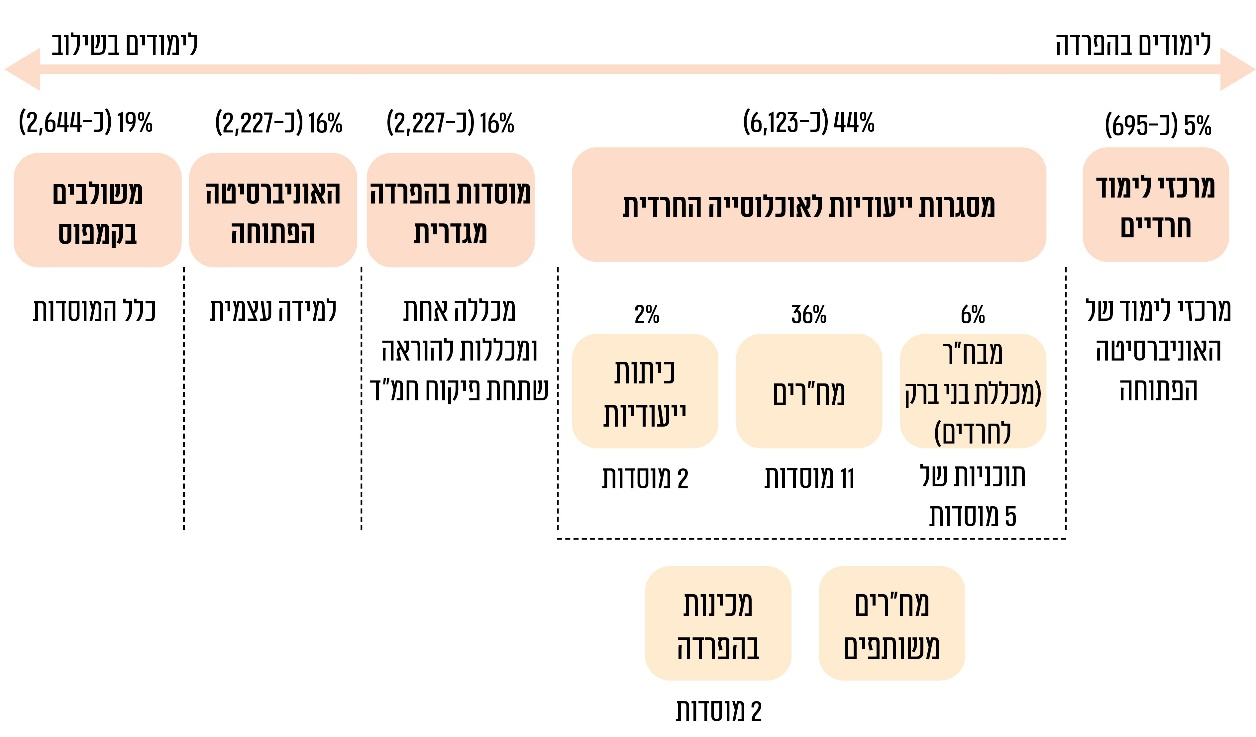 לימודים בהפרדה
לימודים בשילוב
5% (כ-695)
44% (כ-6,123)
16% (כ-2,227)
16% (כ-2,227)
19% (כ-2,644)
מרכזי לימוד
חרדיים
מסגרות ייעודיות לאוכלוסייה החרדית
מוסדות בהפרדה
מגדרית
האוניברסיטה
הפתוחה
משולבים
בקמפוס
מרכזי לימוד של
האוניברסיטה
הפתוחה
6%
מבח"ר
(מכללת בני ברק
לחרדים)
תוכניות של
5 מוסדות
36%
מח"רים
11 מוסדות
2%
כיתות
ייעודיות
2 מוסדות
מכללה אחת
ומכללות להוראה
שתחת פיקוח חמ"ד
למידה עצמית
כלל המוסדות
מח"רים
משותפים
מכינות
בהפרדה
2 מוסדות